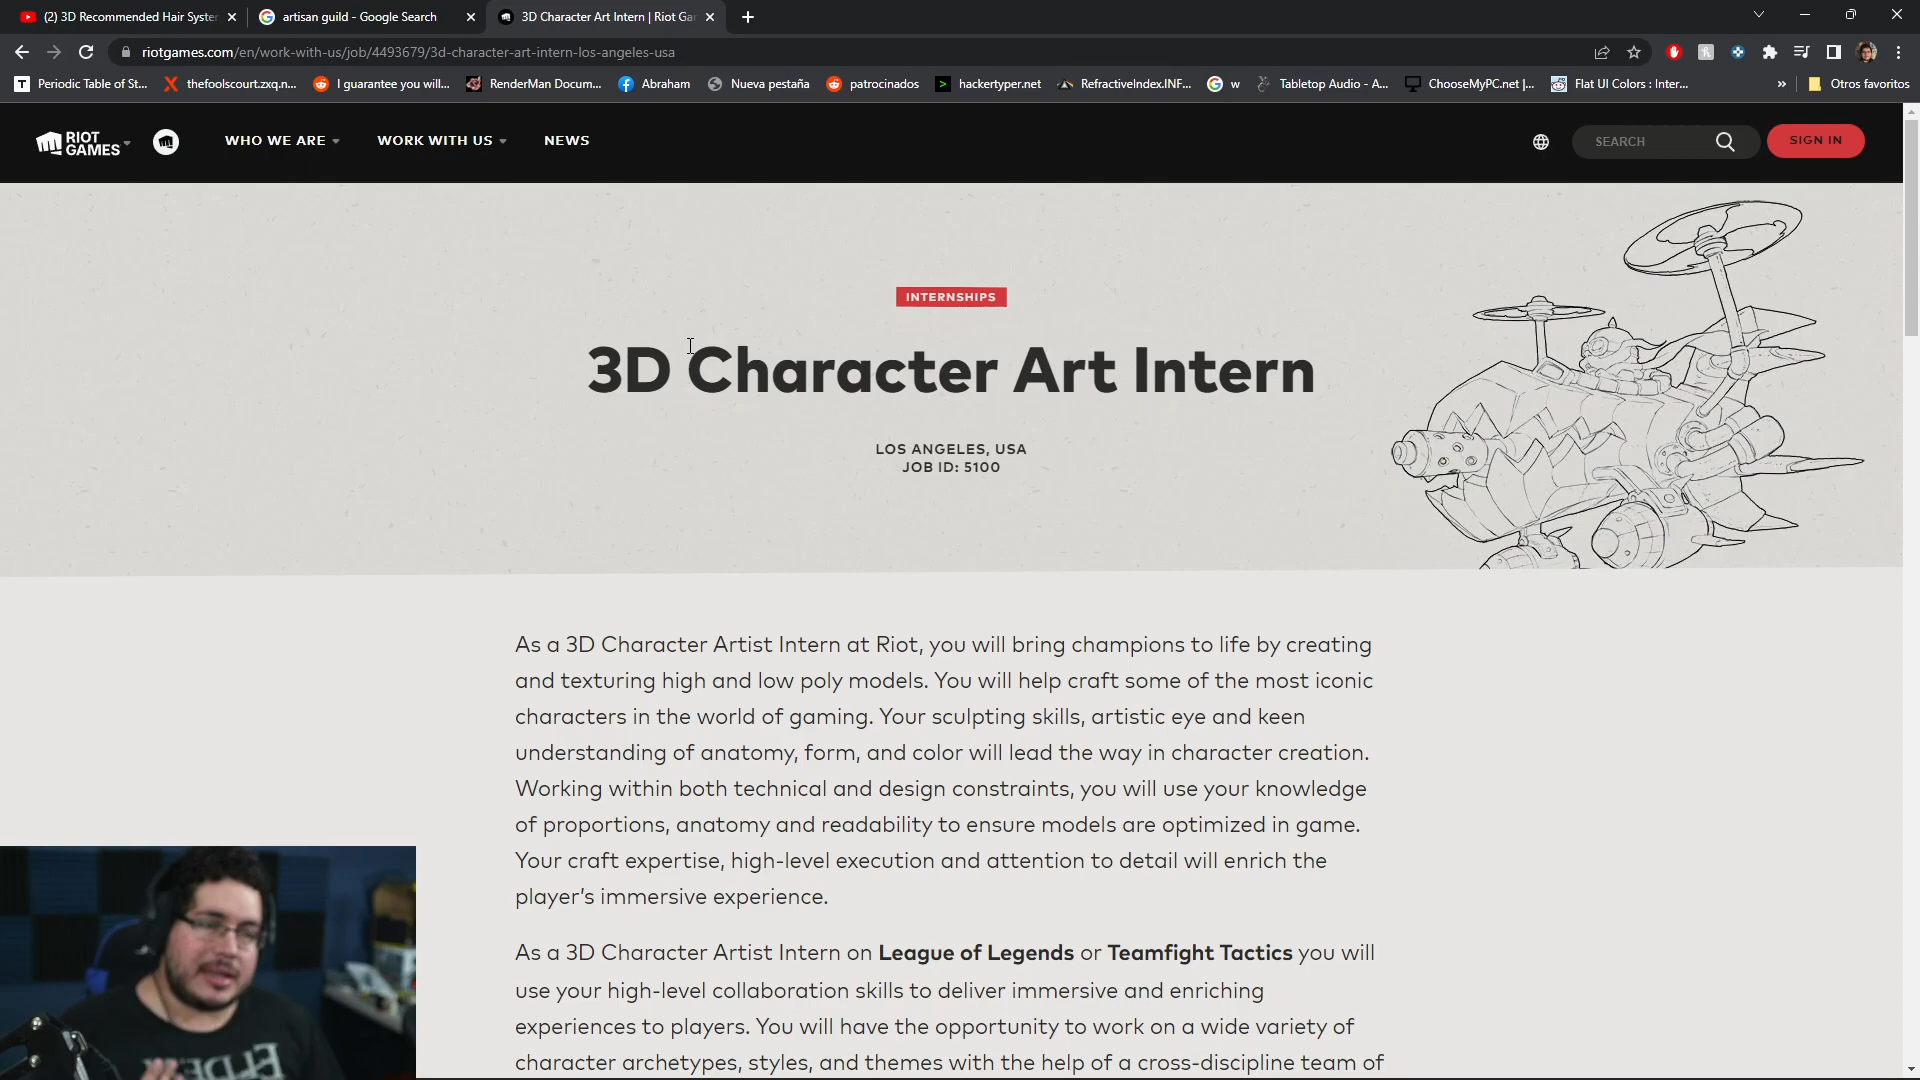 (2) 3D Recommended Hair Syste
artisan guild - Google Search
3D Character Art Intern | Riot Ga
riotgames.com/en/work-with-us/job/4493679/3d-character-art-intern-los-angeles-usa
Periodic Table of St...
thefoolscourt.zxq.n...
I guarantee you will...
RenderMan Docum...
Abraham
Nueva pestaña
patrocinados
hackertyper.net
RefractiveIndex.INF...
w
Tabletop Audio - A...
ChooseMyPC.net |...
Flat UI Colors : Inter...
»
Otros favoritos
RIOT
GAMES
WHO WE ARE
WORK WITH US
NEWS
SEARCH
SIGN IN
INTERNSHIPS
3D Character Art Intern
LOS ANGELES, USA
JOB ID: 5100
As a 3D Character Artist Intern at Riot, you will bring champions to life by creating
and texturing high and low poly models. You will help craft some of the most iconic
characters in the world of gaming. Your sculpting skills, artistic eye and keen
understanding of anatomy, form, and color will lead the way in character creation.
Working within both technical and design constraints, you will use your knowledge
of proportions, anatomy and readability to ensure models are optimized in game.
Your craft expertise, high-level execution and attention to detail will enrich the
player's immersive experience.
As a 3D Character Artist Intern on League of Legends or Teamfight Tactics you will
use your high-level collaboration skills to deliver immersive and enriching
experiences to players. You will have the opportunity to work on a wide variety of
character archetypes, styles, and themes with the help of a cross-discipline team of